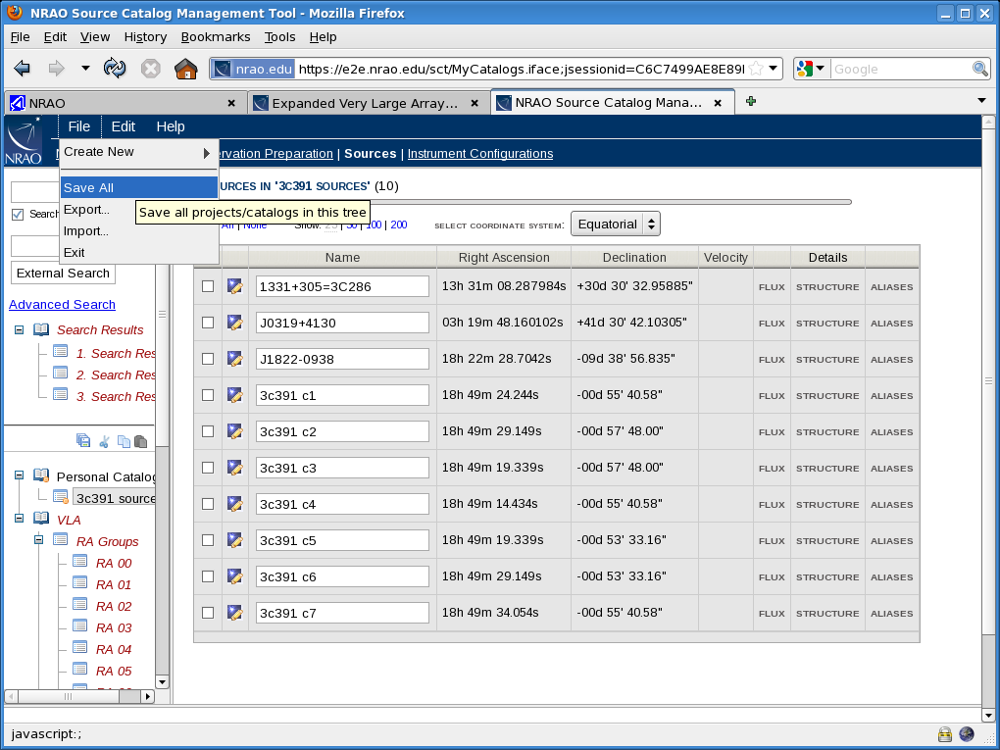 NRAO Source Catalog Management Tool - Mozilla Firefox
File Edit View History Bookmarks Tools Help
nrao.edu https://e2e.nrao.edu/sct/MyCatalogs.iface;jsessionid=C6C7499AE8E89 Google
NRAO Expanded Very Large Array... NRAO Source Catalog Mana...
NRAO File Edit Help
Create New rvation Preparation | Sources | Instrument Configurations
Save All URCES IN '3C391 SOURCES' (10)
Export... Save all projects/catalogs in this tree
Search All | None Show: 25 | 50 | 100 | 200 SELECT COORDINATE SYSTEM: Equatorial
Import...
Exit
External Search
Advanced Search
Search Results
1. Search Res
2. Search Res
3. Search Res
Personal Catalog
3c391 source
VLA
RA Groups
RA 00
RA 01
RA 02
RA 03
RA 04
RA 05
Name Right Ascension Declination Velocity Details
1331+305=3C286 13h 31m 08.287984s +30d 30' 32.95885" FLUX STRUCTURE ALIASES
J0319+4130 03h 19m 48.160102s +41d 30' 42.10305" FLUX STRUCTURE ALIASES
J1822-0938 18h 22m 28.7042s -09d 38' 56.835" FLUX STRUCTURE ALIASES
3c391 c1 18h 49m 24.244s -00d 55' 40.58" FLUX STRUCTURE ALIASES
3c391 c2 18h 49m 29.149s -00d 57' 48.00" FLUX STRUCTURE ALIASES
3c391 c3 18h 49m 19.339s -00d 57' 48.00" FLUX STRUCTURE ALIASES
3c391 c4 18h 49m 14.434s -00d 55' 40.58" FLUX STRUCTURE ALIASES
3c391 c5 18h 49m 19.339s -00d 53' 33.16" FLUX STRUCTURE ALIASES
3c391 c6 18h 49m 29.149s -00d 53' 33.16" FLUX STRUCTURE ALIASES
3c391 c7 18h 49m 34.054s -00d 55' 40.58" FLUX STRUCTURE ALIASES
javascript:;